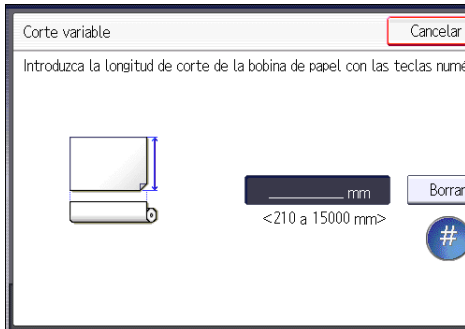 Corte variable
Cancelar
Introduzca la longitud de corte de la bobina de papel con las teclas numé
mm
Borrar
<210 a 15000 mm>
#